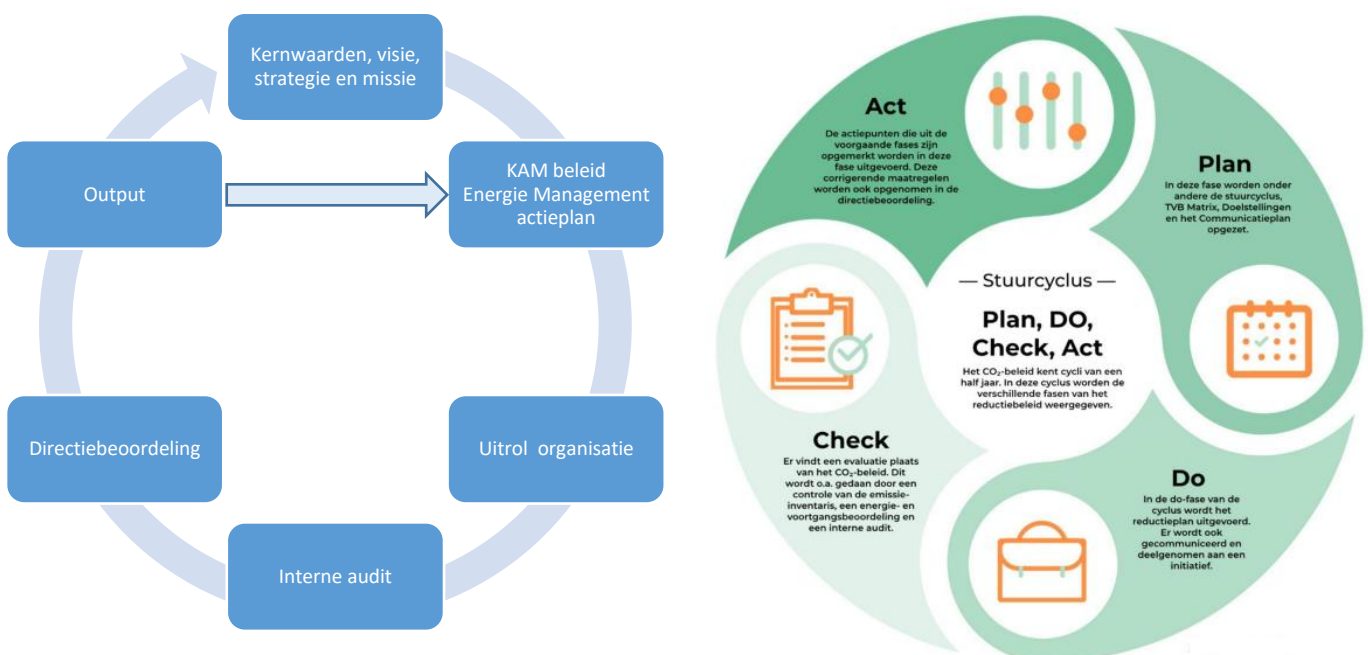 Kernwaarden, visie,
strategie en missie
Output
KAM beleid
Energie Management
actieplan
Directiebeoordeling
Uitrol organisatie
Interne audit
Act
De actiepunten die uit de
voorgaande fases zijn
opgemerkt worden in deze
fase uitgevoerd. Deze
corrigerende maatregelen
worden ook opgenomen in de
directiebeoordeling.
Plan
In deze fase worden onder
andere de stuurcyclus,
TVB Matrix, Doelstellingen
en het Communicatieplan
opgezet.
— Stuurcyclus —
Plan, DO,
Check, Act
Het CO₂-beleid kent cycli van een
half jaar. In deze cyclus worden de
verschillende fasen van het
reductiebeleid weergegeven.
Check
Er vindt een evaluatie plaats
van het CO₂-beleid. Dit
wordt o.a. gedaan door een
controle van de emissie-
inventaris, een energie- en
voortgangsbeoordeling en
een interne audit.
Do
In de do-fase van de
cyclus wordt het
reductieplan uitgevoerd.
Er wordt ook
gecommuniceerd en
deelgenomen aan een
initiatief.